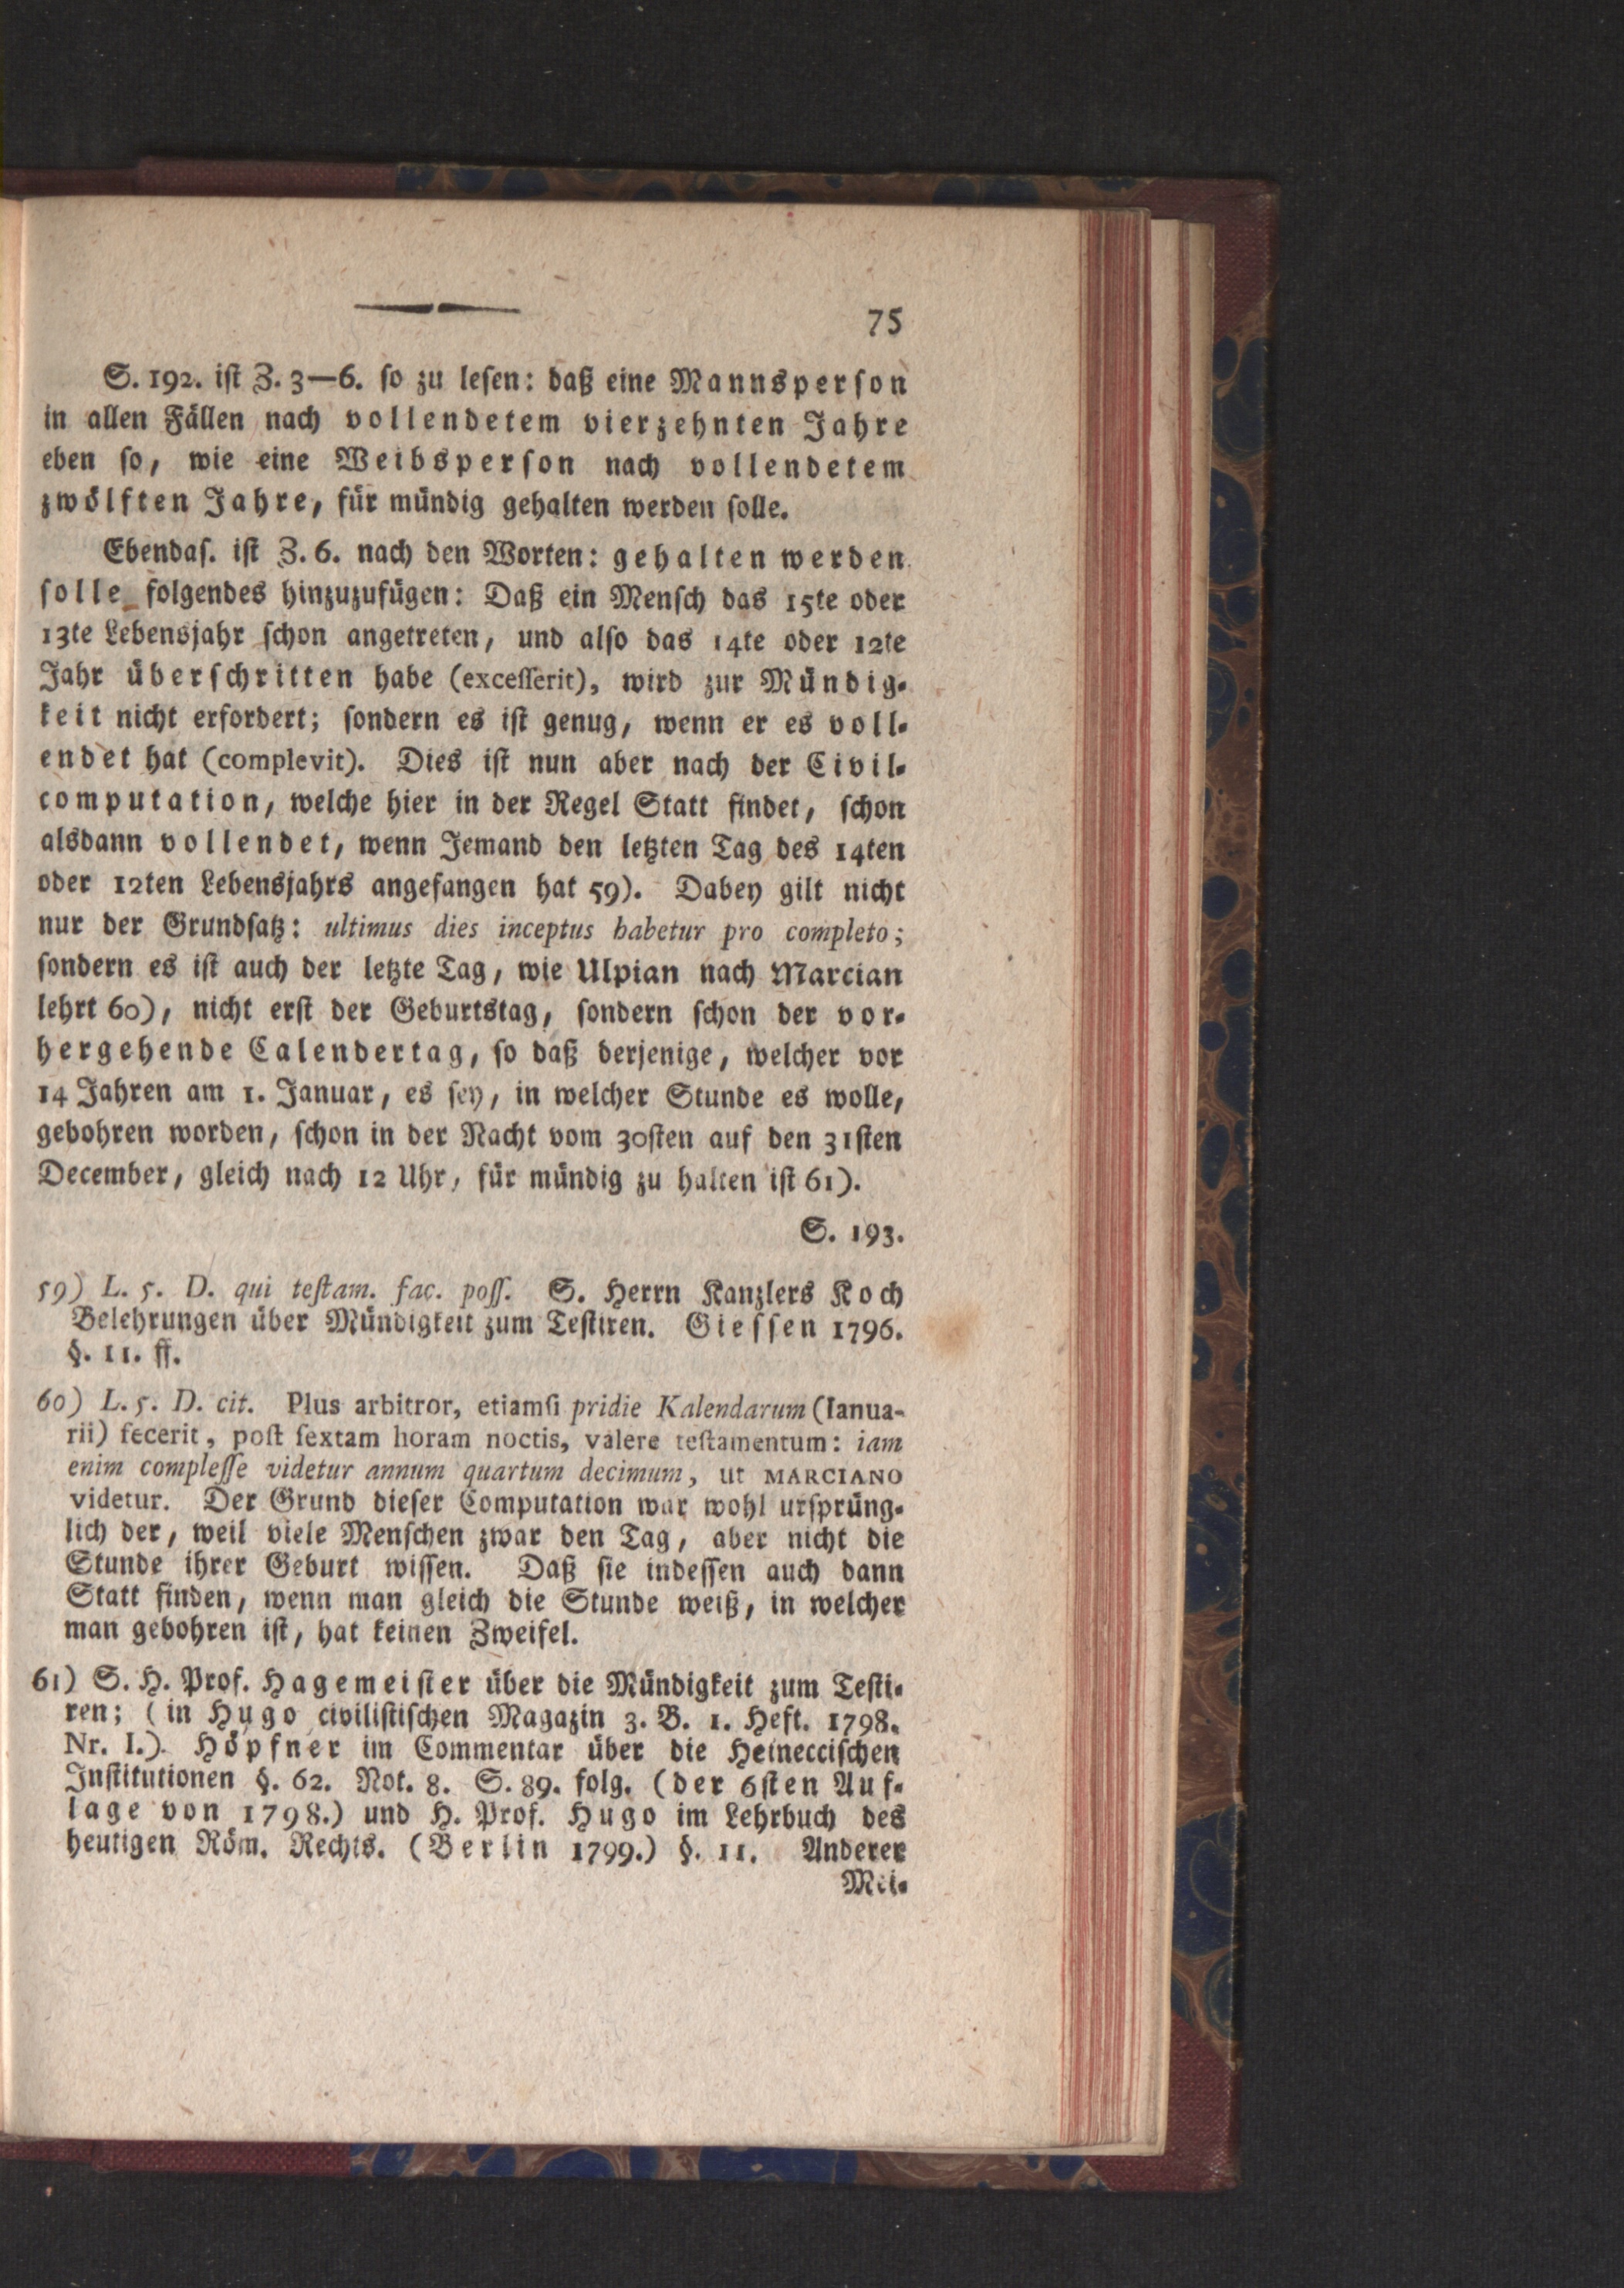 75
S. 192. ist Z. 3—6. so zu lesen: daß eine Mannsperson
in allen Fällen nach vollendetem vierzehnten Jahre
eben so, wie eine Weibsperson nach vollendetem
zwölften Jahre, für mündig gehalten werden solle.
Ebendas. ist Z. 6. nach den Worten: gehalten werden
solle folgendes hinzuzufügen: Daß ein Mensch das 15te oder
13te Lebensjahr schon angetreten, und also das 14te oder 12te
Jahr überschritten habe (excesserit), wird zur Mündig-
keit nicht erfordert; sondern es ist genug, wenn er es voll-
endet hat (complevit). Dies ist nun aber nach der Civil-
computation, welche hier in der Regel Statt findet, schon
alsdann vollendet, wenn Jemand den letzten Tag des 14ten
oder 12ten Lebensjahrs angefangen hat 59). Dabey gilt nicht
nur der Grundsatz: ultimus dies inceptus habetur pro completo;
sondern es ist auch der letzte Tag, wie Ulpian nach Marcian
lehrt 60), nicht erst der Geburtstag, sondern schon der vor-
hergehende Calendertag, so daß derjenige, welcher vor
14 Jahren am 1. Januar, es sey, in welcher Stunde es wolle,
gebohren worden, schon in der Nacht vom 30sten auf den 31sten
December, gleich nach 12 Uhr, für mündig zu halten ist 61).
S. 193.
59) L. 5. D. qui testam. fac. poss. S. Herrn Kanzlers Koch
Belehrungen über Mündigkeit zum Testiren. Giessen 1796.
§. 11. ff.
60) L. 5. D. cit. Plus arbitror, etiamsi pridie Kalendarum (Ianua-
rii) fecerit, post sextam horam noctis, valere testamentum: iam
enim complesse videtur annum quartum decimum, ut MARCIANO
videtur. Der Grund dieser Computation war wohl ursprüng-
lich der, weil viele Menschen zwar den Tag, aber nicht die
Stunde ihrer Geburt wissen. Daß sie indessen auch dann
Statt finden, wenn man gleich die Stunde weiß, in welcher
man gebohren ist, hat keinen Zweifel.
61) S. H. Prof. Hagemeister über die Mündigkeit zum Testi-
ren; (in Hugo civilistischen Magazin 3. B. 1. Heft. 1798.
Nr. I.). Höpfner im Commentar über die Heineccischen
Institutionen §. 62. Not. 8. S. 89. folg. (der 6sten Auf-
lage von 1798.) und H. Prof. Hugo im Lehrbuch des
heutigen Röm. Rechts. (Berlin 1799.) §. 11. Anderer
Mei-